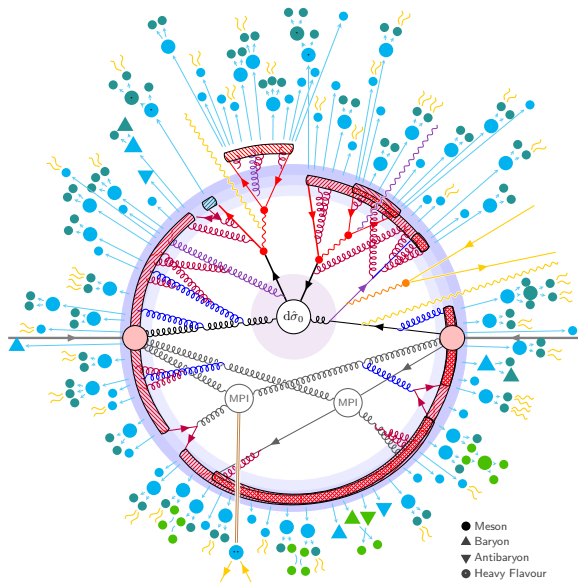 dσ̂₀
MPI
MPI
Meson
Baryon
Antibaryon
Heavy Flavour